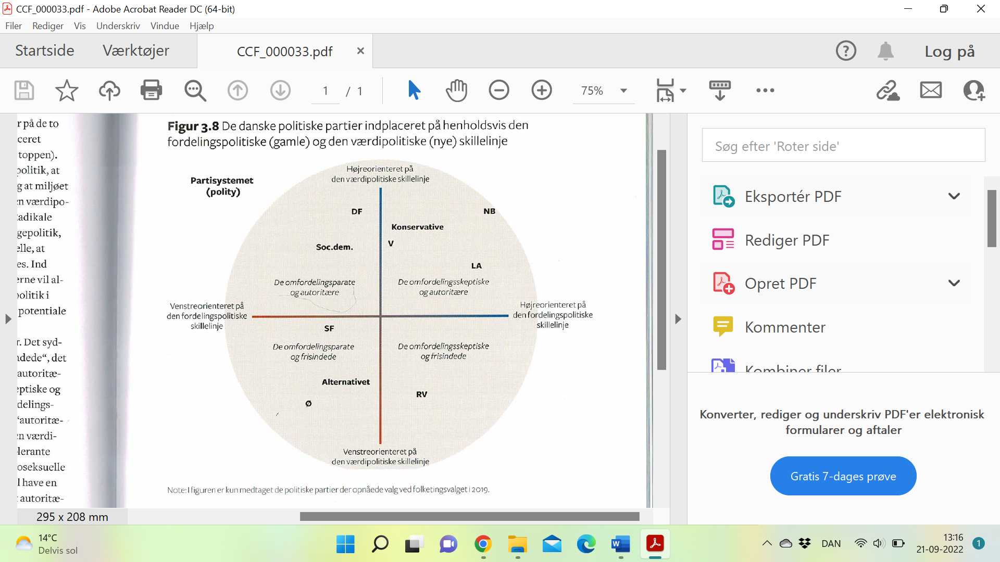 CCF_000033.pdf - Adobe Acrobat Reader DC (64-bit)
Filer Rediger Vis Underskriv Vindue Hjælp
Startside Værktøjer CCF_000033.pdf Log på
1 / 1 75%
r på de to
ceret
toppen).
politik, at
g at miljøet
n værdipo-
adikale
gepolitik,
elle, at
es. Ind
erne vil al-
politik i
potentiale
r. Det syd-
ndede“, det
autoritæ-
eptiske og
delings-
“autoritæ-
n værdi-
lerante
oseksuelle
l have en
autoritæ-
Figur 3.8 De danske politiske partier indplaceret på henholdsvis den
fordelingspolitiske (gamle) og den værdipolitiske (nye) skillelinje
Partisystemet
(polity)
Højreorienteret på
den værdipolitiske skillelinje
DF
NB
Konservative
V
Soc.dem.
LA
De omfordelingsparate
og autoritære
De omfordelingsskeptiske
og autoritære
Venstreorienteret på
den fordelingspolitiske
skillelinje
Højreorienteret på
den fordelingspolitiske
skillelinje
SF
De omfordelingsparate
og frisindede
De omfordelingsskeptiske
og frisindede
Alternativet
RV
Ø
Venstreorienteret på
den værdipolitiske skillelinje
Note: I figuren er kun medtaget de politiske partier der opnåede valg ved folketingsvalget i 2019.
295 x 208 mm
Søg efter 'Roter side'
Eksportér PDF
Rediger PDF
Opret PDF
Kommenter
Kombiner filer
Konverter, rediger og underskriv PDF'er elektronisk
formularer og aftaler
Gratis 7-dages prøve
14°C
Delvis sol
DAN
13:16
21-09-2022
1